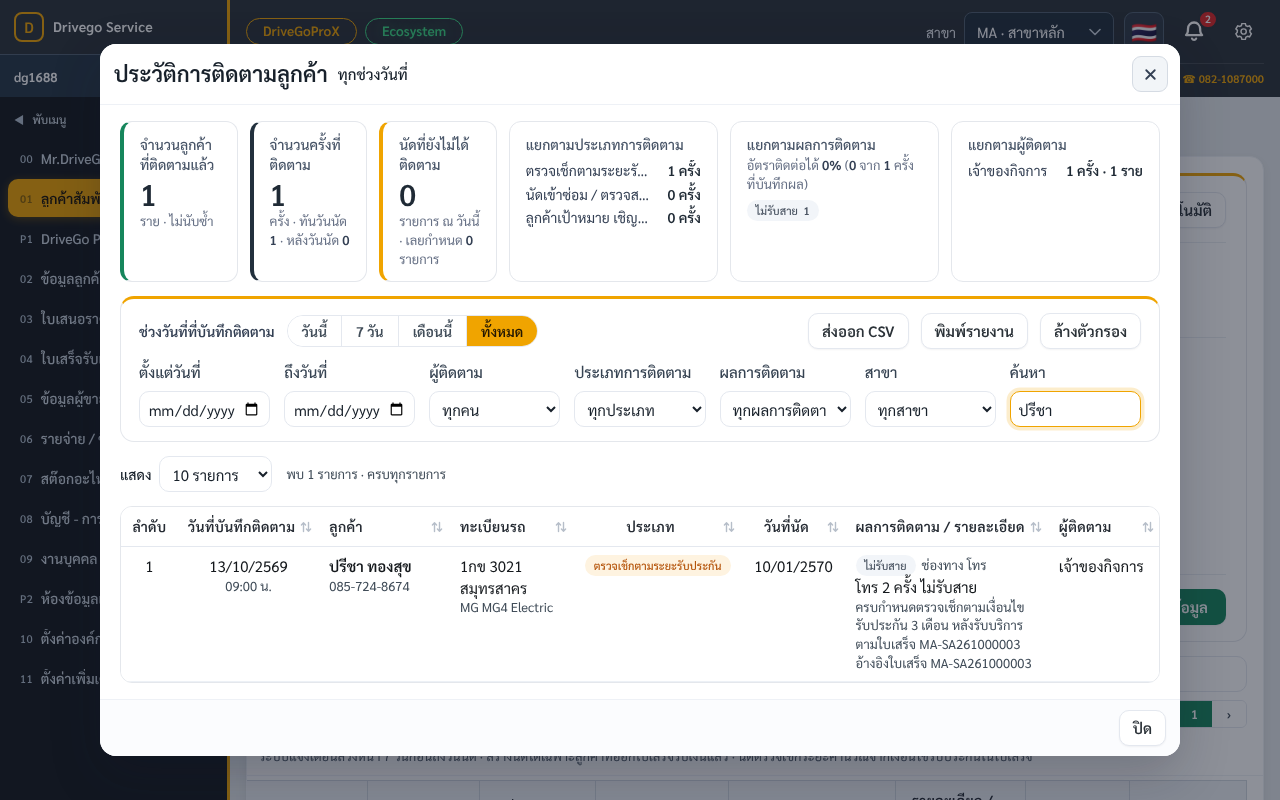 D Drivego Service
DriveGoProX Ecosystem สาขา MA · สาขาหลัก 2
dg1688 ☎ 082-1087000
ประวัติการติดตามลูกค้า ทุกช่วงวันที่
◀ พับเมนู
จำนวนลูกค้า
ที่ติดตามแล้ว
1
ราย · ไม่นับซ้ำ
จำนวนครั้งที่
ติดตาม
1
ครั้ง · ทันวันนัด
1 · หลังวันนัด 0
นัดที่ยังไม่ได้
ติดตาม
0
รายการ ณ วันนี้
· เลยกำหนด 0
รายการ
แยกตามประเภทการติดตาม
ตรวจเช็กตามระยะรั... 1 ครั้ง
นัดเข้าซ่อม / ตรวจส... 0 ครั้ง
ลูกค้าเป้าหมาย เชิญ... 0 ครั้ง
แยกตามผลการติดตาม
อัตราติดต่อได้ 0% (0 จาก 1 ครั้ง
ที่บันทึกผล)
ไม่รับสาย 1
แยกตามผู้ติดตาม
เจ้าของกิจการ 1 ครั้ง · 1 ราย
00 Mr.DriveG
01 ลูกค้าสัมพั
P1 DriveGo P
02 ข้อมูลลูกค้
03 ใบเสนอรา
04 ใบเสร็จรับ
05 ข้อมูลผู้ขา
06 รายจ่าย /
07 สต๊อกอะไ
08 บัญชี - กา
09 งานบุคคล
P2 ห้องข้อมูล
10 ตั้งค่าองค์ก
11 ตั้งค่าเพิ่มเ
ช่วงวันที่ที่บันทึกติดตาม วันนี้ 7 วัน เดือนนี้ ทั้งหมด ส่งออก CSV พิมพ์รายงาน ล้างตัวกรอง
ตั้งแต่วันที่ ถึงวันที่ ผู้ติดตาม ประเภทการติดตาม ผลการติดตาม สาขา ค้นหา
mm/dd/yyyy mm/dd/yyyy ทุกคน ทุกประเภท ทุกผลการติดตา ทุกสาขา ปรีชา
แสดง 10 รายการ พบ 1 รายการ · ครบทุกรายการ
ลำดับ วันที่บันทึกติดตาม ลูกค้า ทะเบียนรถ ประเภท วันที่นัด ผลการติดตาม / รายละเอียด ผู้ติดตาม
1 13/10/2569 ปรีชา ทองสุข 1กข 3021 ตรวจเช็กตามระยะรับประกัน 10/01/2570 ไม่รับสาย ช่องทาง โทร เจ้าของกิจการ
09:00 น. 085-724-8674 สมุทรสาคร โทร 2 ครั้ง ไม่รับสาย
MG MG4 Electric ครบกำหนดตรวจเช็กตามเงื่อนไข
รับประกัน 3 เดือน หลังรับบริการ
ตามใบเสร็จ MA-SA261000003
อ้างอิงใบเสร็จ MA-SA261000003
ปิด
โนมัติ
อมูล
1 ›